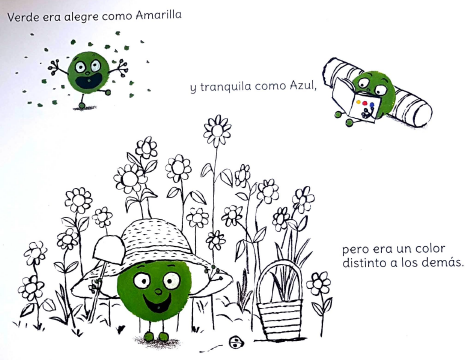 Verde era alegre como Amarilla
y tranquila como Azul,
pero era un color
distinto a los demás.